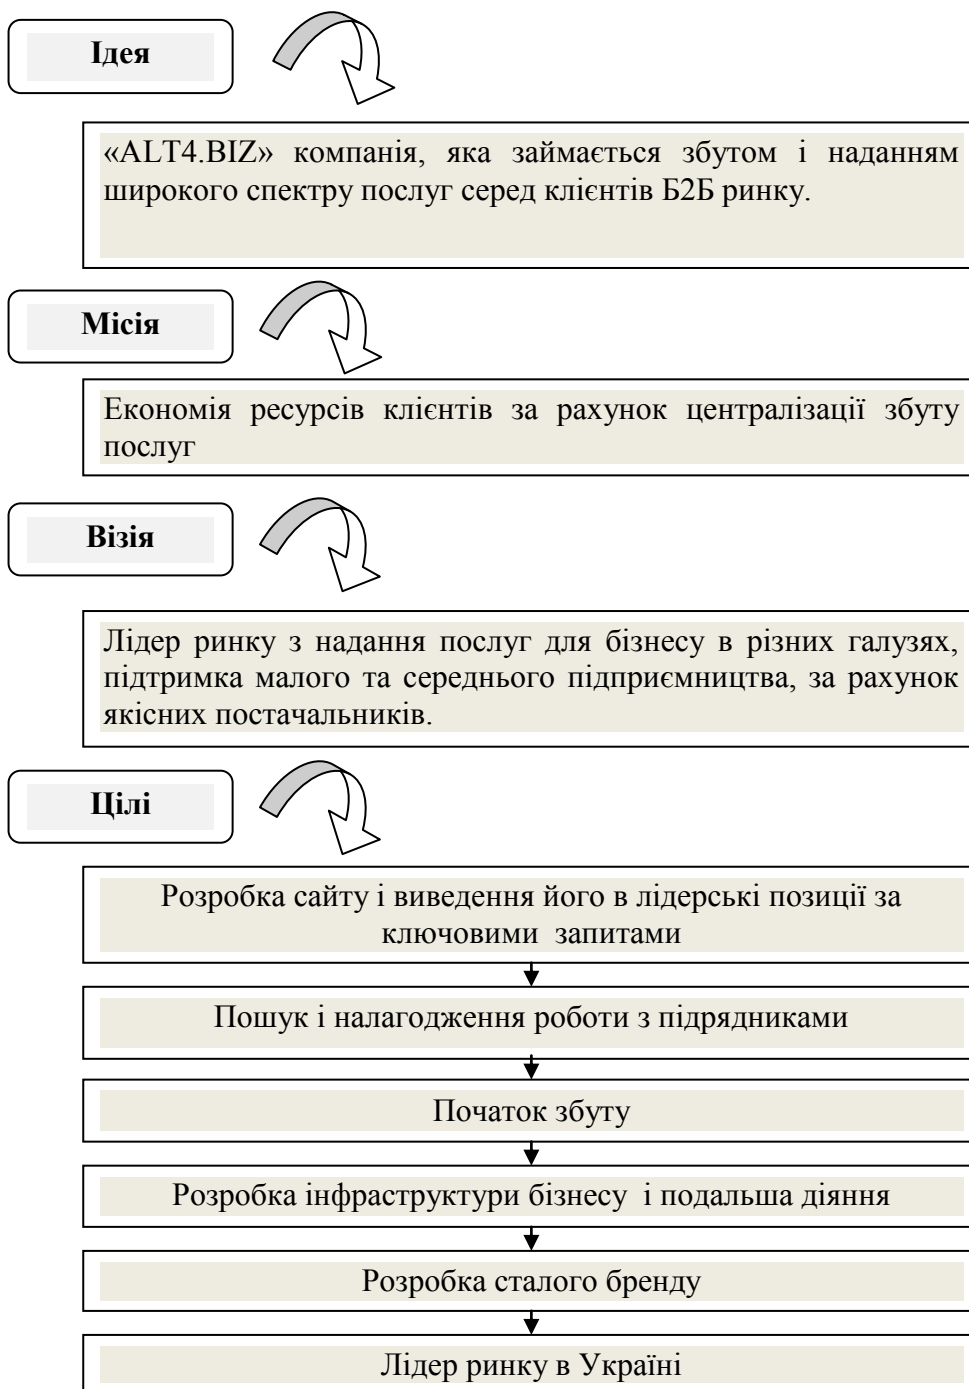 Ідея
«ALT4.BIZ» компанія, яка займається збутом і наданням
широкого спектру послуг серед клієнтів Б2Б ринку.
Місія
Економія ресурсів клієнтів за рахунок централізації збуту
послуг
Візія
Лідер ринку з надання послуг для бізнесу в різних галузях,
підтримка малого та середнього підприємництва, за рахунок
якісних постачальників.
Цілі
Розробка сайту і виведення його в лідерські позиції за
ключовими запитами
Пошук і налагодження роботи з підрядниками
Початок збуту
Розробка інфраструктури бізнесу і подальша діяння
Розробка сталого бренду
Лідер ринку в Україні